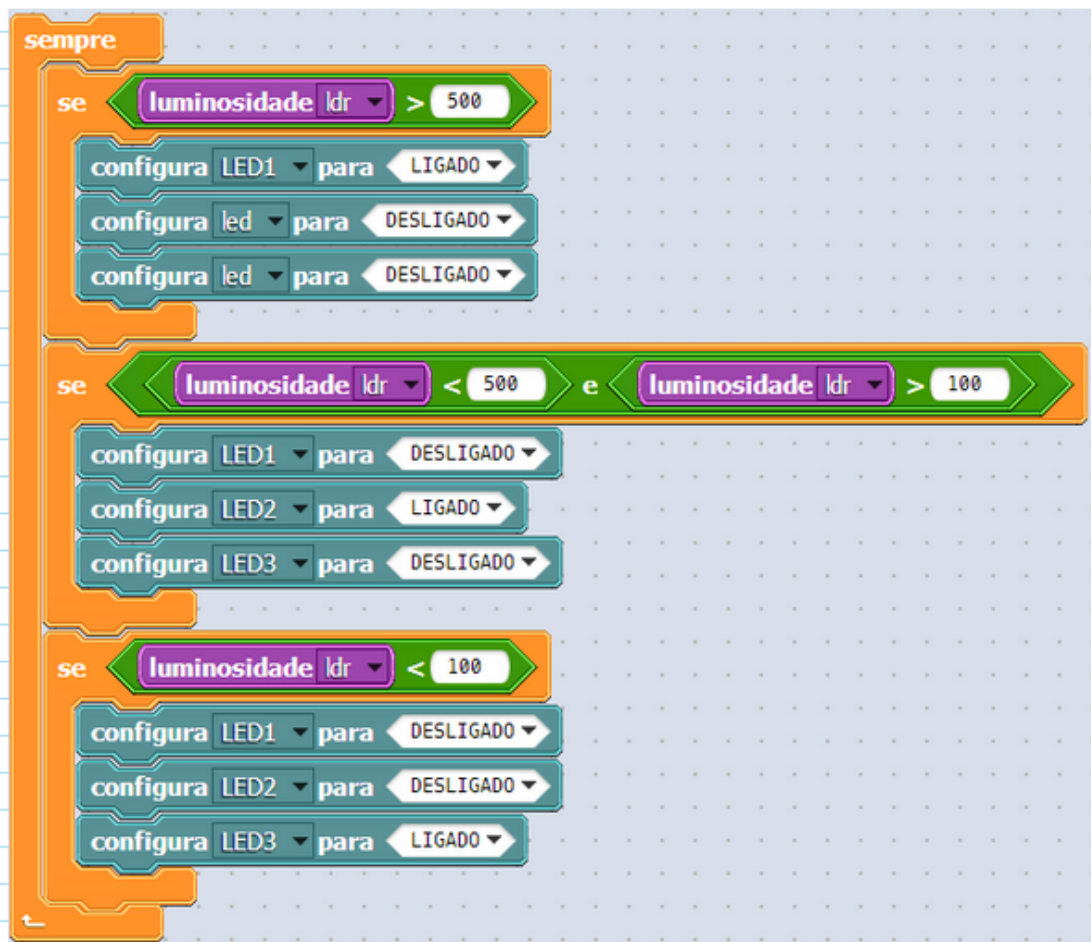 sempre
se luminosidade ldr > 500
configura LED1 para LIGADO
configura led para DESLIGADO
configura led para DESLIGADO
se luminosidade ldr < 500 e luminosidade ldr > 100
configura LED1 para DESLIGADO
configura LED2 para LIGADO
configura LED3 para DESLIGADO
se luminosidade ldr < 100
configura LED1 para DESLIGADO
configura LED2 para DESLIGADO
configura LED3 para LIGADO